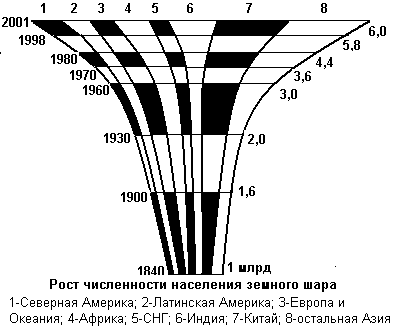 1 2 3 4 5 6 7 8
2001 6,0
1998 5,8
1980 4,4
1970 3,6
1960 3,0
1930 2,0
1900 1,6
1840 1 млрд
Рост численности населения земного шара
1-Северная Америка; 2-Латинская Америка; 3-Европа и
Океания; 4-Африка; 5-СНГ; 6-Индия; 7-Китай; 8-остальная Азия